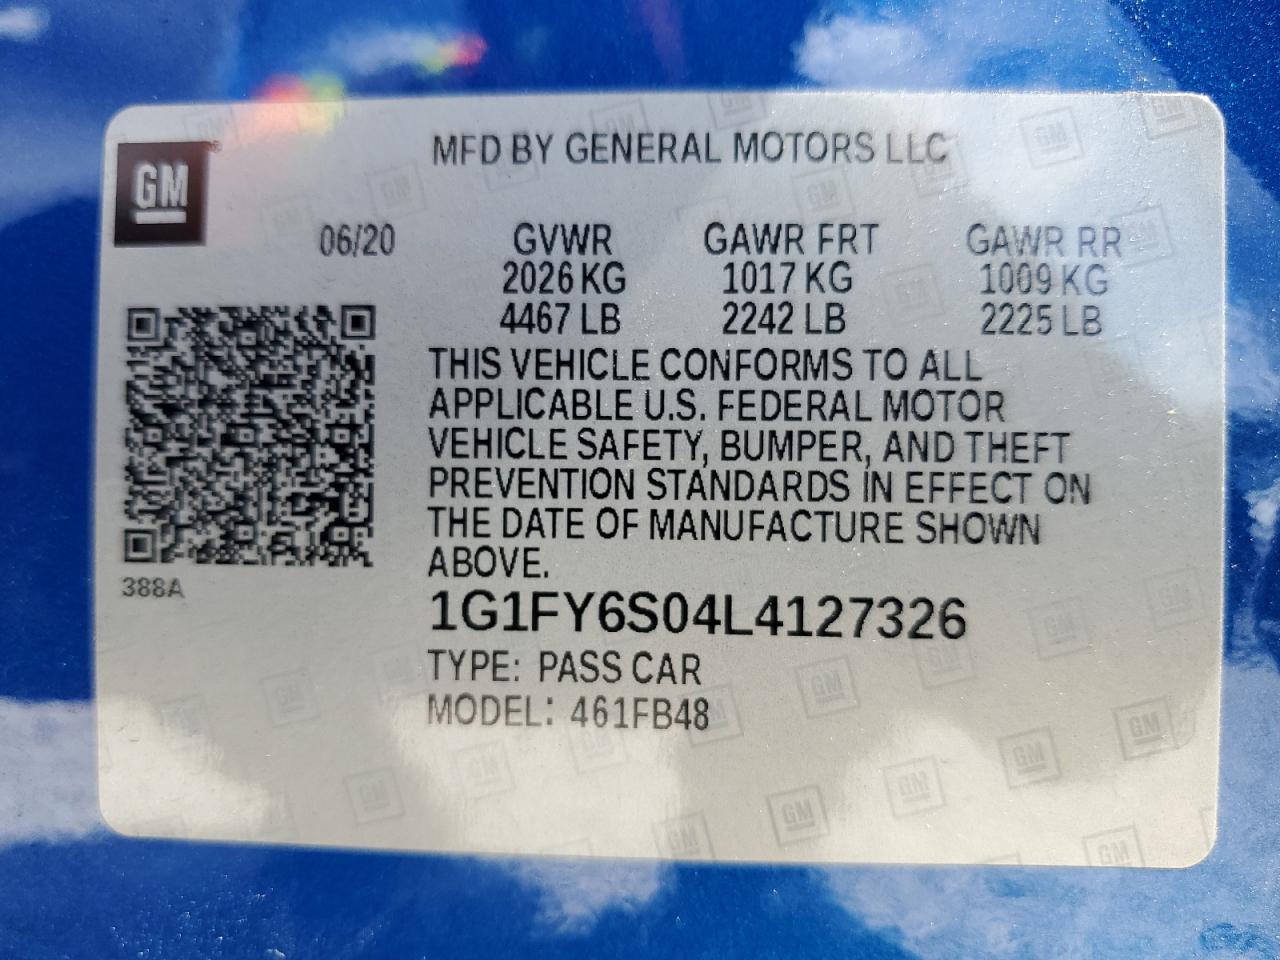 MFD BY GENERAL MOTORS LLC
GM
06/20 GVWR GAWR FRT GAWR RR
2026 KG 1017 KG 1009 KG
4467 LB 2242 LB 2225 LB
THIS VEHICLE CONFORMS TO ALL
APPLICABLE U.S. FEDERAL MOTOR
VEHICLE SAFETY, BUMPER, AND THEFT
PREVENTION STANDARDS IN EFFECT ON
THE DATE OF MANUFACTURE SHOWN
ABOVE.
388A
1G1FY6S04L4127326
TYPE: PASS CAR
MODEL: 461FB48